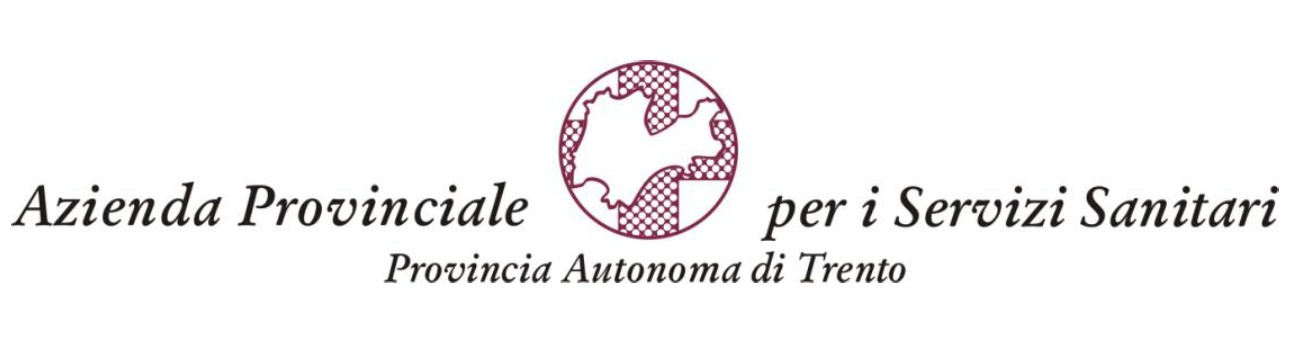 Azienda Provinciale per i Servizi Sanitari
Provincia Autonoma di Trento